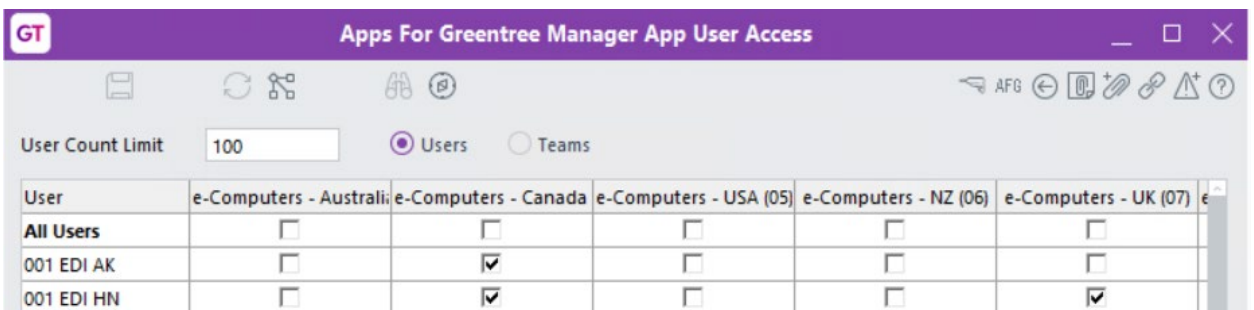 GT Apps For Greentree Manager App User Access
AFG
User Count Limit 100 Users Teams
User e-Computers - Australi e-Computers - Canada e-Computers - USA (05) e-Computers - NZ (06) e-Computers - UK (07) e
All Users
001 EDI AK
001 EDI HN